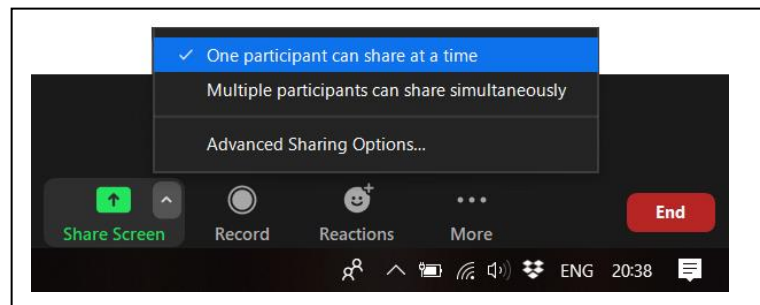 One participant can share at a time
Multiple participants can share simultaneously
Advanced Sharing Options...
Share Screen Record Reactions More End
ENG 20:38